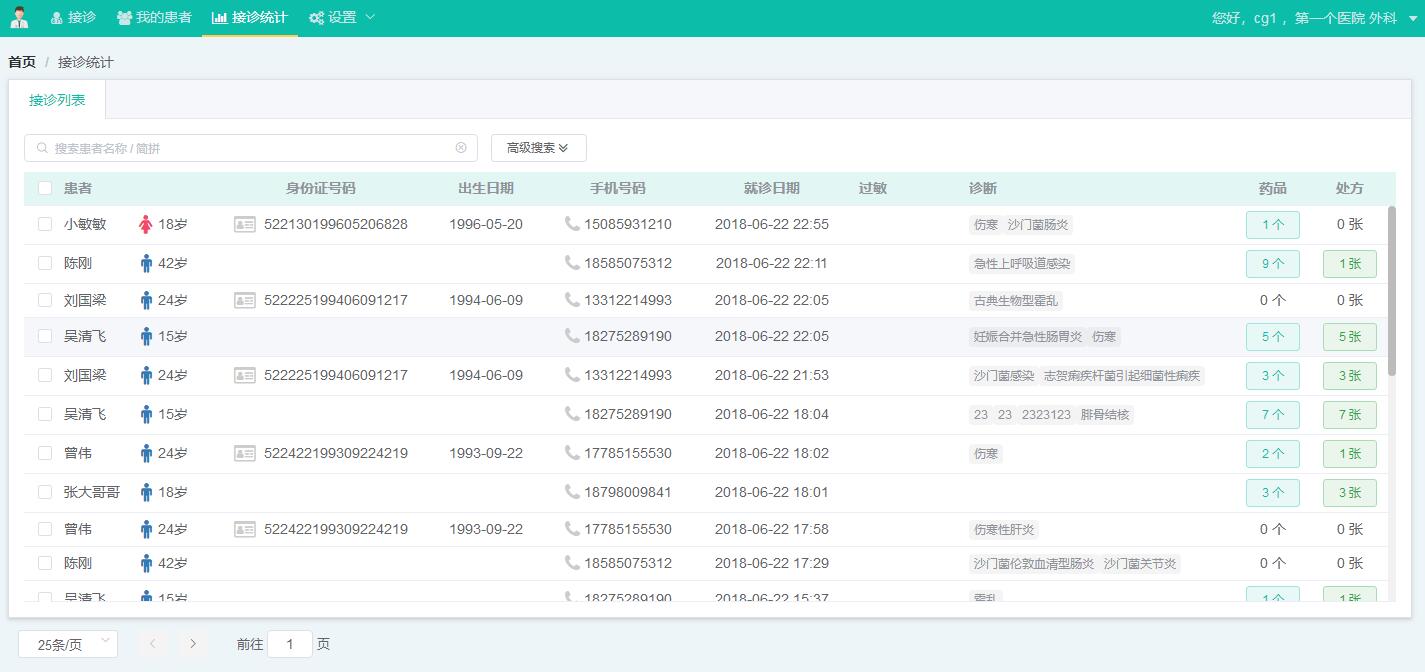 接诊 我的患者 接诊统计 设置 您好，cg1 ，第一个医院 外科
首页 / 接诊统计
接诊列表
搜索患者名称 / 简拼 高级搜索
患者 身份证号码 出生日期 手机号码 就诊日期 过敏 诊断 药品 处方
小敏敏 18岁 522130199605206828 1996-05-20 15085931210 2018-06-22 22:55 伤寒 沙门菌肠炎 1 个 0 张
陈刚 42岁 18585075312 2018-06-22 22:11 急性上呼吸道感染 9 个 1 张
刘国梁 24岁 522225199406091217 1994-06-09 13312214993 2018-06-22 22:05 古典生物型霍乱 0 个 0 张
吴清飞 15岁 18275289190 2018-06-22 22:05 妊娠合并急性肠胃炎 伤寒 5 个 5 张
刘国梁 24岁 522225199406091217 1994-06-09 13312214993 2018-06-22 21:53 沙门菌感染 志贺痢疾杆菌引起细菌性痢疾 3 个 3 张
吴清飞 15岁 18275289190 2018-06-22 18:04 23 23 2323123 腓骨结核 7 个 7 张
曾伟 24岁 522422199309224219 1993-09-22 17785155530 2018-06-22 18:02 伤寒 2 个 1 张
张大哥哥 18岁 18798009841 2018-06-22 18:01 3 个 3 张
曾伟 24岁 522422199309224219 1993-09-22 17785155530 2018-06-22 17:58 伤寒性肝炎 0 个 0 张
陈刚 42岁 18585075312 2018-06-22 17:29 沙门菌伦敦血清型肠炎 沙门菌关节炎 0 个 0 张
吴清飞 15岁 18275289190 2018-06-22 15:37 霍乱 1 个 1 张
25条/页 前往 1 页